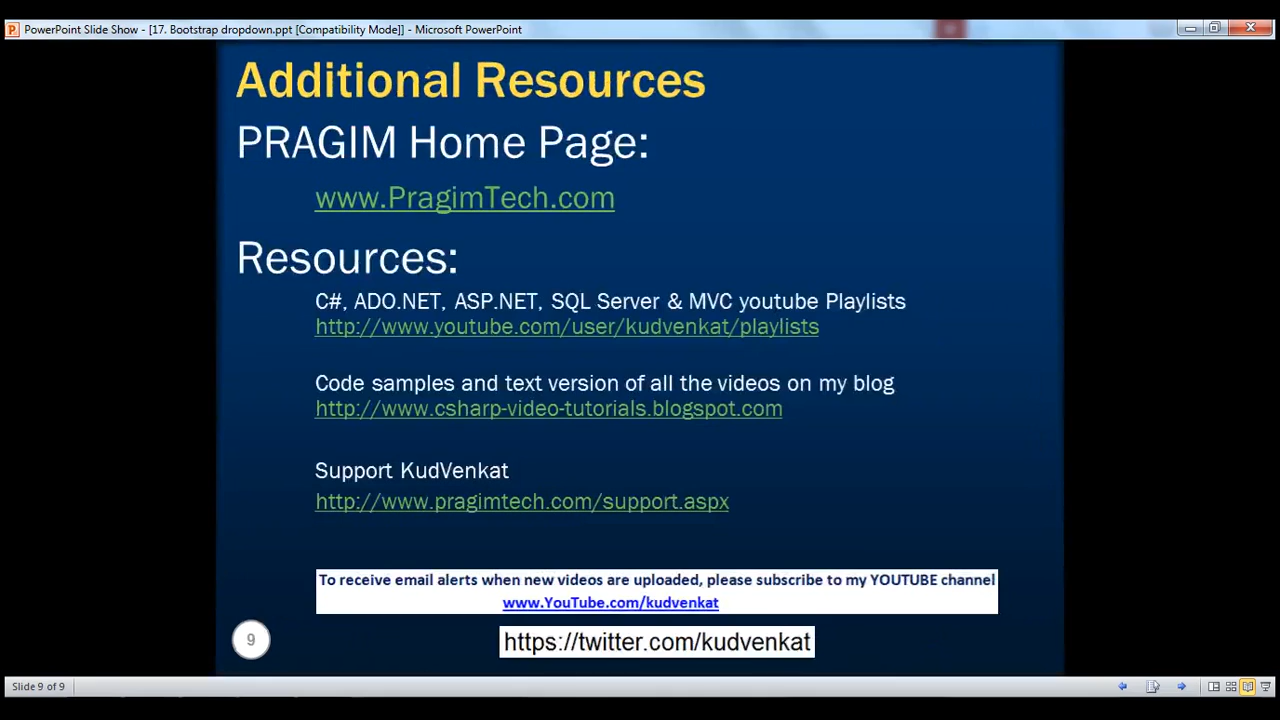 PowerPoint Slide Show - [17. Bootstrap dropdown.ppt [Compatibility Mode]] - Microsoft PowerPoint
Additional Resources
PRAGIM Home Page:
www.PragimTech.com
Resources:
C#, ADO.NET, ASP.NET, SQL Server & MVC youtube Playlists
http://www.youtube.com/user/kudvenkat/playlists
Code samples and text version of all the videos on my blog
http://www.csharp-video-tutorials.blogspot.com
Support KudVenkat
http://www.pragimtech.com/support.aspx
To receive email alerts when new videos are uploaded, please subscribe to my YOUTUBE channel
www.YouTube.com/kudvenkat
9
https://twitter.com/kudvenkat
Slide 9 of 9